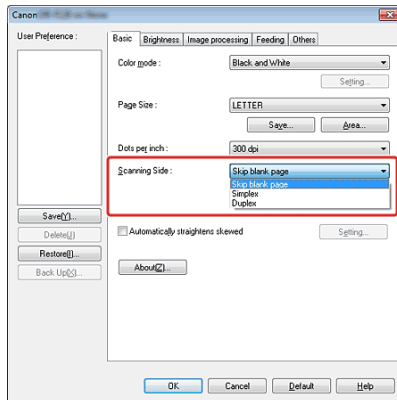 Canon
User Preference :
Basic Brightness Image processing Feeding Others
Color mode : Black and White
Setting...
Page Size : LETTER
Save... Area...
Dots per inch : 300 dpi
Scanning Side : Skip blank page
Skip blank page
Simplex
Duplex
Save(Y)...
Delete(J)
Automatically straightens skewed Setting...
Restore(I)...
Back Up(X)...
About(Z)...
OK Cancel Default Help